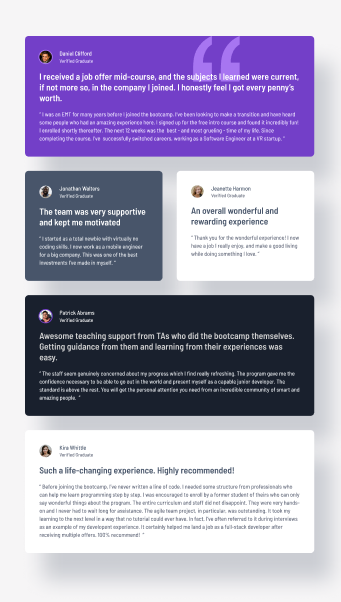 Daniel Clifford
Verified Graduate
I received a job offer mid-course, and the subjects I learned were current,
if not more so, in the company I joined. I honestly feel I got every penny's
worth.
" I was an EMT for many years before I joined the bootcamp. I've been looking to make a transition and have heard
some people who had an amazing experience here. I signed up for the free intro course and found it incredibly fun!
I enrolled shortly thereafter. The next 12 weeks was the best - and most grueling - time of my life. Since
completing the course, I've successfully switched careers, working as a Software Engineer at a VR startup. "
Jonathan Walters
Verified Graduate
The team was very supportive
and kept me motivated
" I started as a total newbie with virtually no
coding skills. I now work as a mobile engineer
for a big company. This was one of the best
investments I've made in myself. "
Jeanette Harmon
Verified Graduate
An overall wonderful and
rewarding experience
" Thank you for the wonderful experience! I now
have a job I really enjoy, and make a good living
while doing something I love. "
Patrick Abrams
Verified Graduate
Awesome teaching support from TAs who did the bootcamp themselves.
Getting guidance from them and learning from their experiences was
easy.
" The staff seem genuinely concerned about my progress which I find really refreshing. The program gave me the
confidence necessary to be able to go out in the world and present myself as a capable junior developer. The
standard is above the rest. You will get the personal attention you need from an incredible community of smart and
amazing people. "
Kira Whittle
Verified Graduate
Such a life-changing experience. Highly recommended!
" Before joining the bootcamp, I've never written a line of code. I needed some structure from professionals who
can help me learn programming step by step. I was encouraged to enroll by a former student of theirs who can only
say wonderful things about the program. The entire curriculum and staff did not disappoint. They were very hands-
on and I never had to wait long for assistance. The agile team project, in particular, was outstanding. It took my
learning to the next level in a way that no tutorial could ever have. In fact, I've often referred to it during interviews
as an example of my developent experience. It certainly helped me land a job as a full-stack developer after
receiving multiple offers. 100% recommend! "